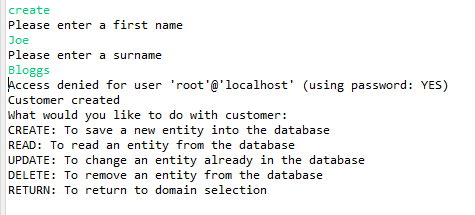 create
Please enter a first name
Joe
Please enter a surname
Bloggs
Access denied for user 'root'@'localhost' (using password: YES)
Customer created
What would you like to do with customer:
CREATE: To save a new entity into the database
READ: To read an entity from the database
UPDATE: To change an entity already in the database
DELETE: To remove an entity from the database
RETURN: To return to domain selection